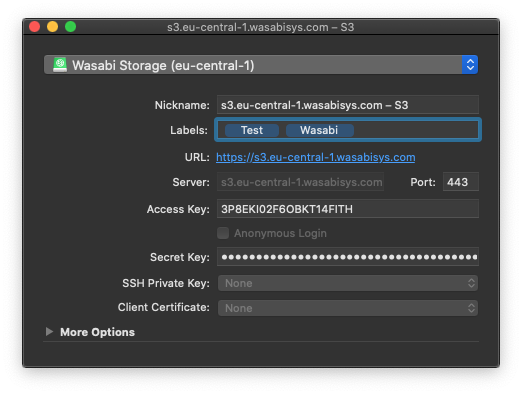 s3.eu-central-1.wasabisys.com – S3
Wasabi Storage (eu-central-1)
Nickname: s3.eu-central-1.wasabisys.com – S3
Labels: Test Wasabi
URL: https://s3.eu-central-1.wasabisys.com
Server: s3.eu-central-1.wasabisys.com Port: 443
Access Key: 3P8EKI02F6OBKT14FITH
Anonymous Login
Secret Key: ●●●●●●●●●●●●●●●●●●●●●●●●●●●●●●●●●●●●●
SSH Private Key: None
Client Certificate: None
More Options